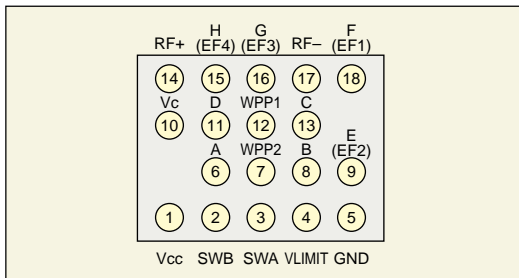 H G F
RF+ (EF4) (EF3) RF– (EF1)
14 15 16 17 18
Vc D WPP1 C
10 11 12 13 E
A WPP2 B (EF2)
6 7 8 9
1 2 3 4 5
Vcc SWB SWA VLIMIT GND